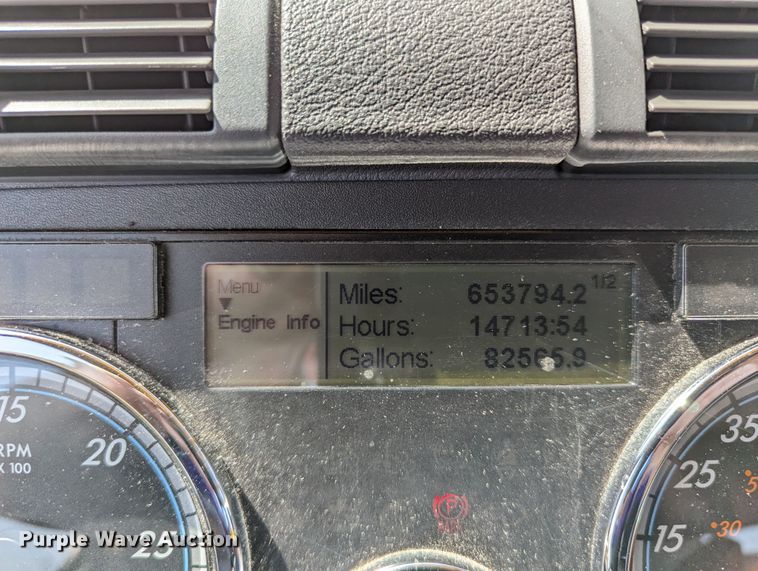 Menu
Engine Info
Miles: 653794.2
1/2
Hours: 14713:54
Gallons: 82565.9
15
RPM
X 100
20
25
35
25
15
30
Purple Wave Auction